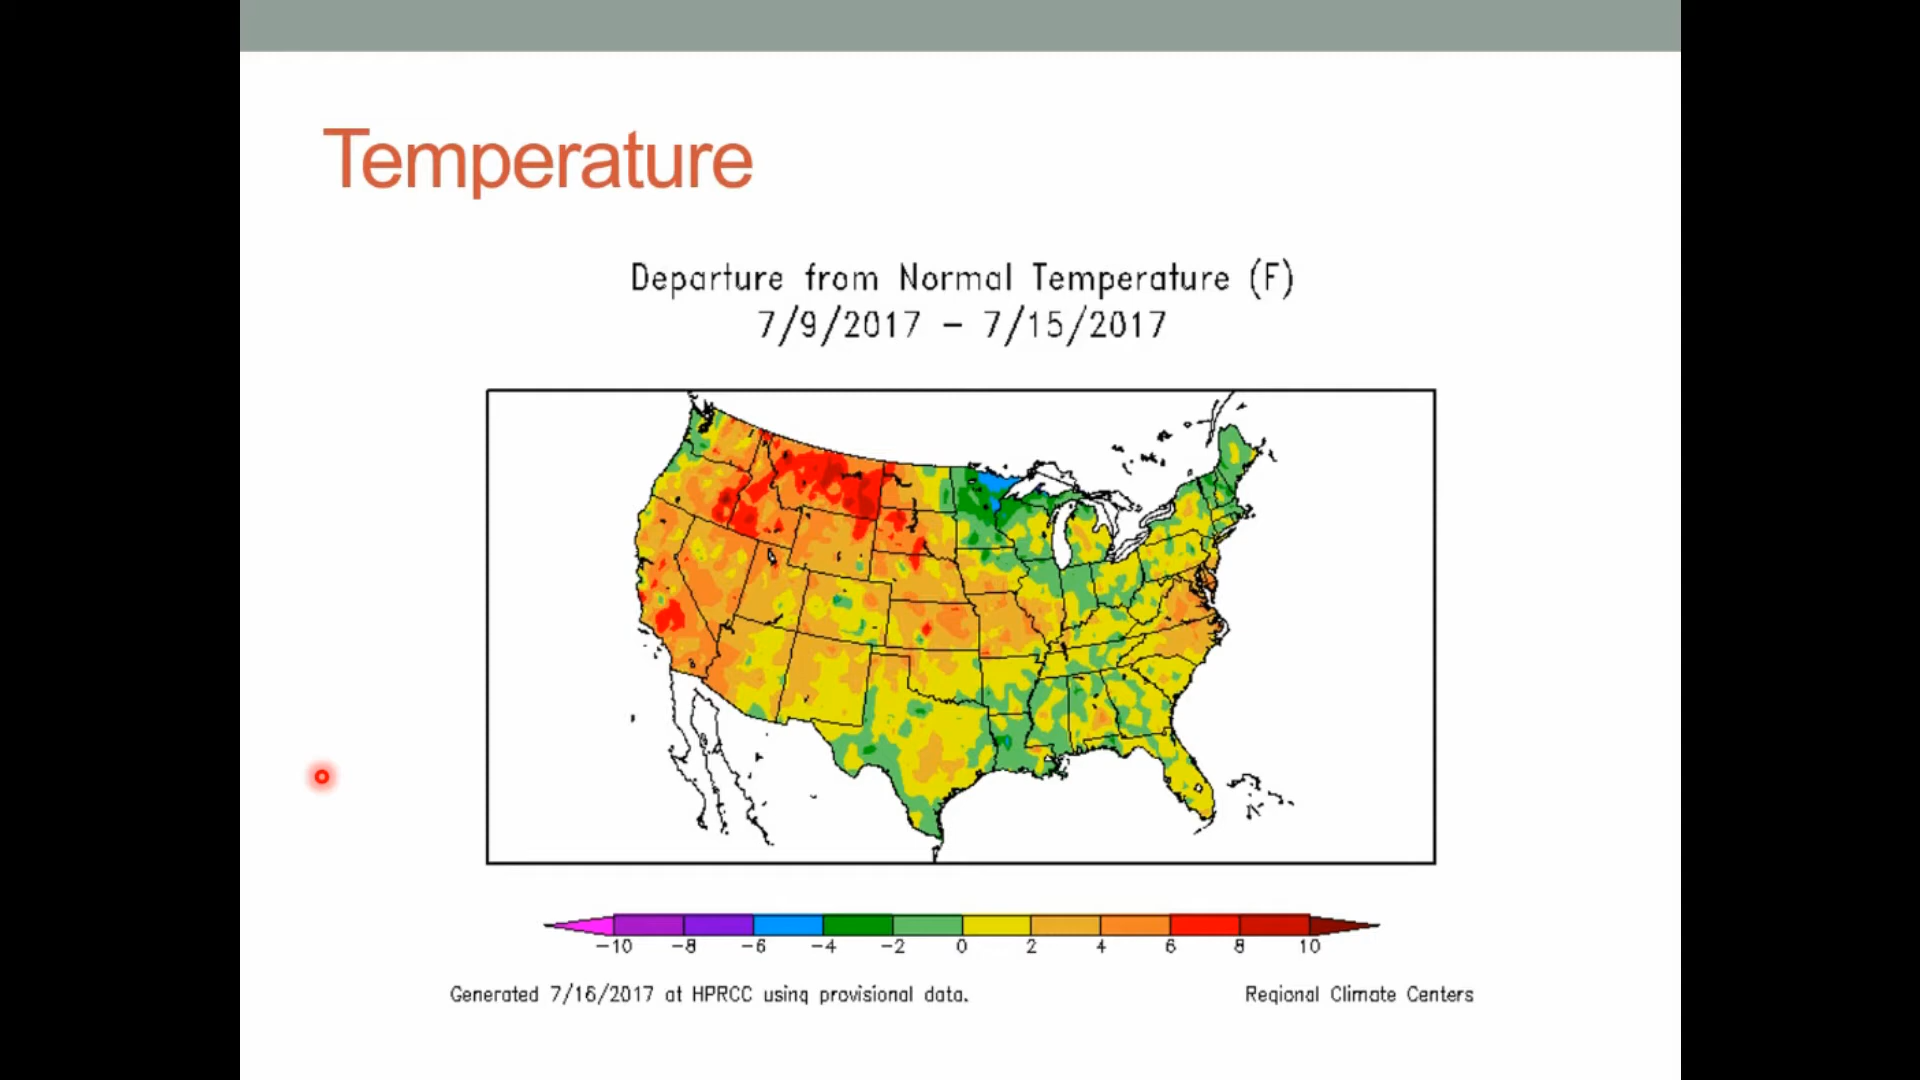 Temperature
Departure from Normal Temperature (F)
7/9/2017 – 7/15/2017
−10 −8 −6 −4 −2 0 2 4 6 8 10
Generated 7/16/2017 at HPRCC using provisional data.
Regional Climate Centers